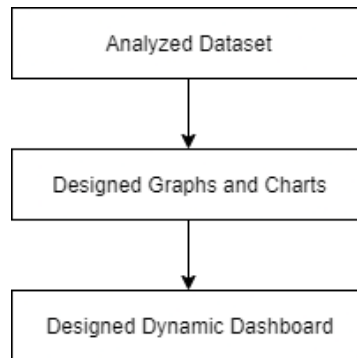 Analyzed Dataset
Designed Graphs and Charts
Designed Dynamic Dashboard